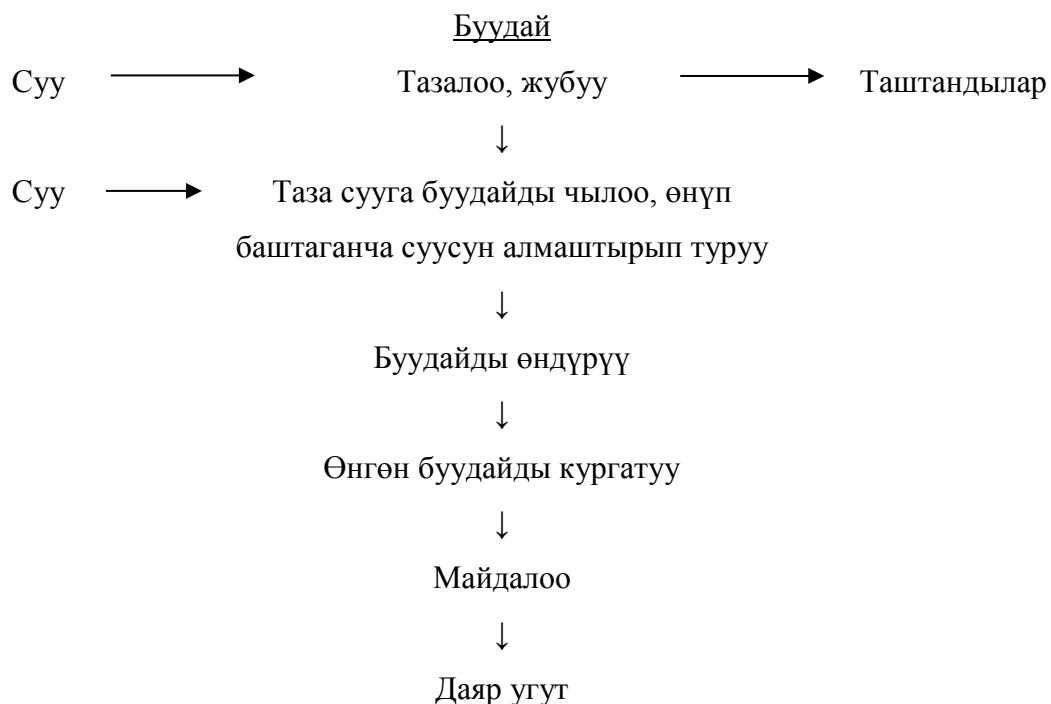 Буудай
Суу → Тазалоо, жубуу → Таштандылар
↓
Суу → Таза сууга буудайды чылоо, өнүп
баштаганча суусун алмаштырып туруу
↓
Буудайды өндүрүү
↓
Өнгөн буудайды кургатуу
↓
Майдалоо
↓
Даяр угут